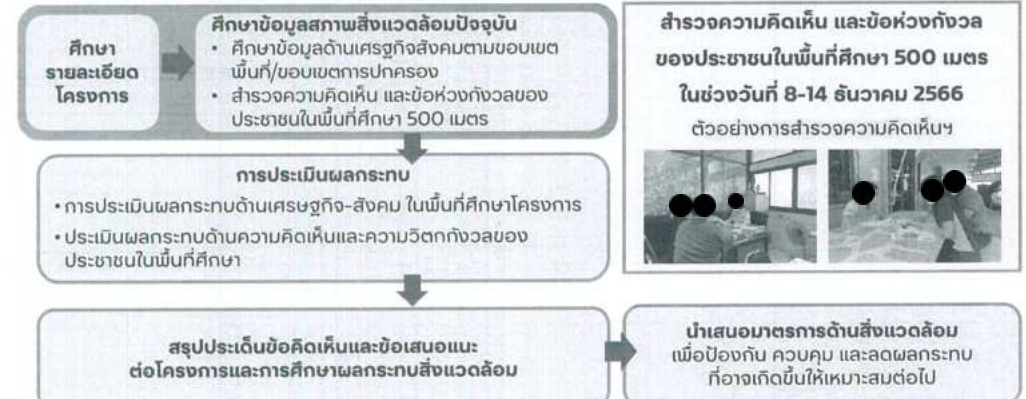 ศึกษา
รายละเอียด
โครงการ
ศึกษาข้อมูลสภาพสิ่งแวดล้อมปัจจุบัน
• ศึกษาข้อมูลด้านเศรษฐกิจสังคมตามขอบเขต
พื้นที่/ขอบเขตการปกครอง
• สำรวจความคิดเห็น และข้อห่วงกังวลของ
ประชาชนในพื้นที่ศึกษา 500 เมตร
การประเมินผลกระทบ
• การประเมินผลกระทบด้านเศรษฐกิจ-สังคม ในพื้นที่ศึกษาโครงการ
• ประเมินผลกระทบด้านความคิดเห็นและความวิตกกังวลของ
ประชาชนในพื้นที่ศึกษา
สรุปประเด็นข้อคิดเห็นและข้อเสนอแนะ
ต่อโครงการและการศึกษาผลกระทบสิ่งแวดล้อม
นำเสนอมาตรการด้านสิ่งแวดล้อม
เพื่อป้องกัน ควบคุม และลดผลกระทบ
ที่อาจเกิดขึ้นให้เหมาะสมต่อไป
สำรวจความคิดเห็น และข้อห่วงกังวล
ของประชาชนในพื้นที่ศึกษา 500 เมตร
ในช่วงวันที่ 8-14 ธันวาคม 2566
ตัวอย่างการสำรวจความคิดเห็นฯ